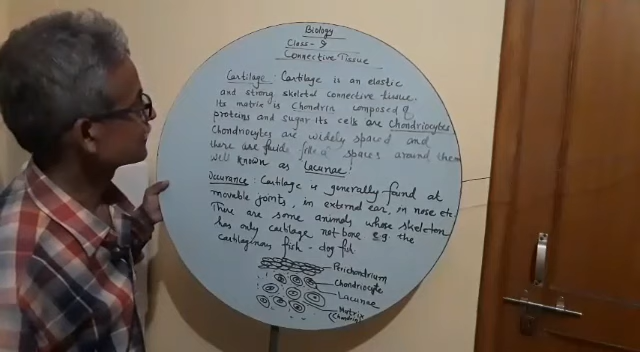 Biology
Class - 9
Connective Tissue
Cartilage : Cartilage is an elastic
and strong skeletal connective tissue.
Its matrix is Chondrin composed of
proteins and sugar Its cells are Chondriocytes.
Chondriocytes are widely spaced and
there are fluid filled spaces around them
well known as lacunae.
Occurance : Cartilage is generally found at
movable joints, in external ear, in nose etc.
There are some animals whose skeleton
has only cartilage not bone e.g. the
cartilaginous fish - dog fish
Perichondrium
Chondriocyte
Lacunae
Matrix